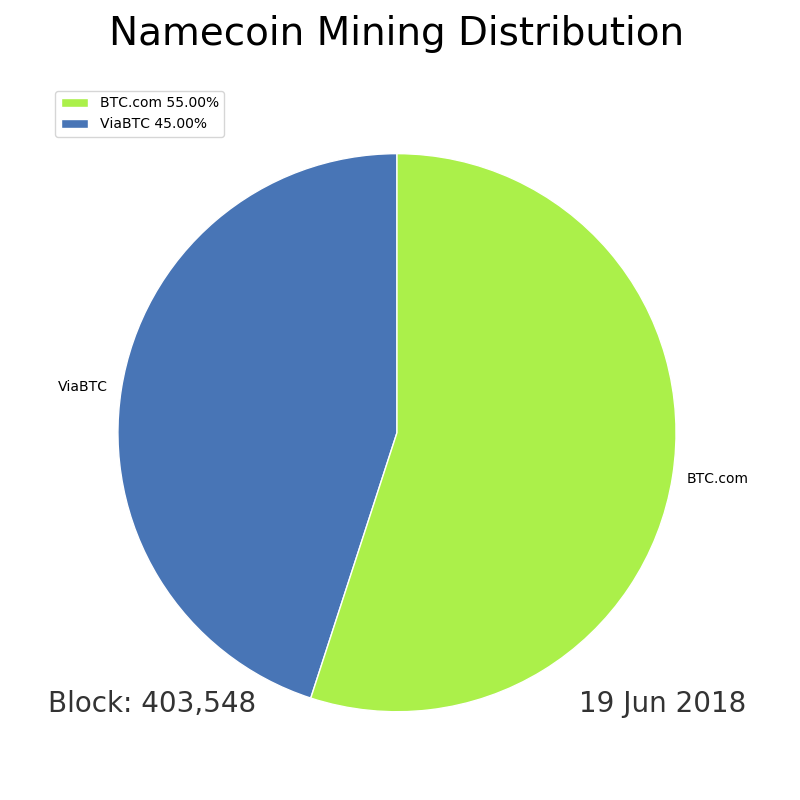 Namecoin Mining Distribution
BTC.com 55.00%
ViaBTC 45.00%
ViaBTC
BTC.com
Block: 403,548
19 Jun 2018